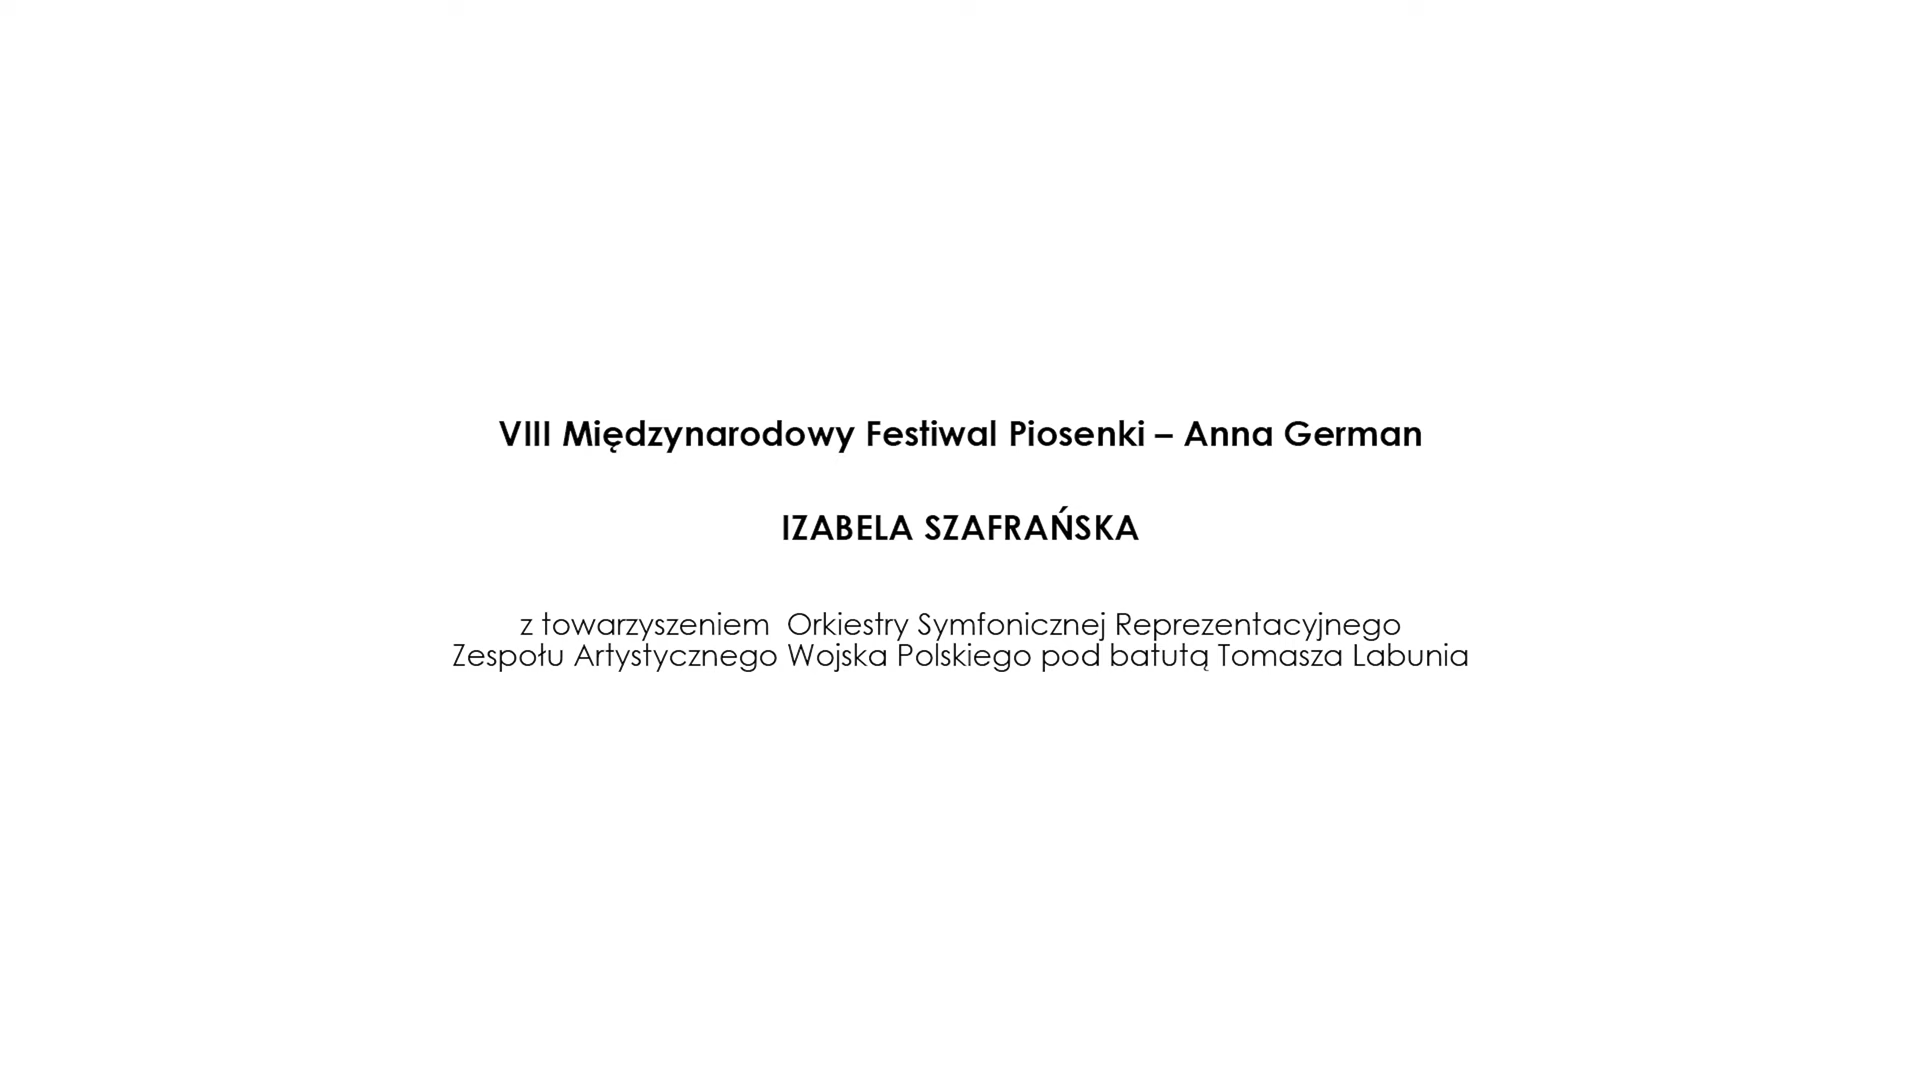 VIII Międzynarodowy Festiwal Piosenki – Anna German
IZABELA SZAFRAŃSKA
z towarzyszeniem  Orkiestry Symfonicznej Reprezentacyjnego
Zespołu Artystycznego Wojska Polskiego pod batutą Tomasza Labunia